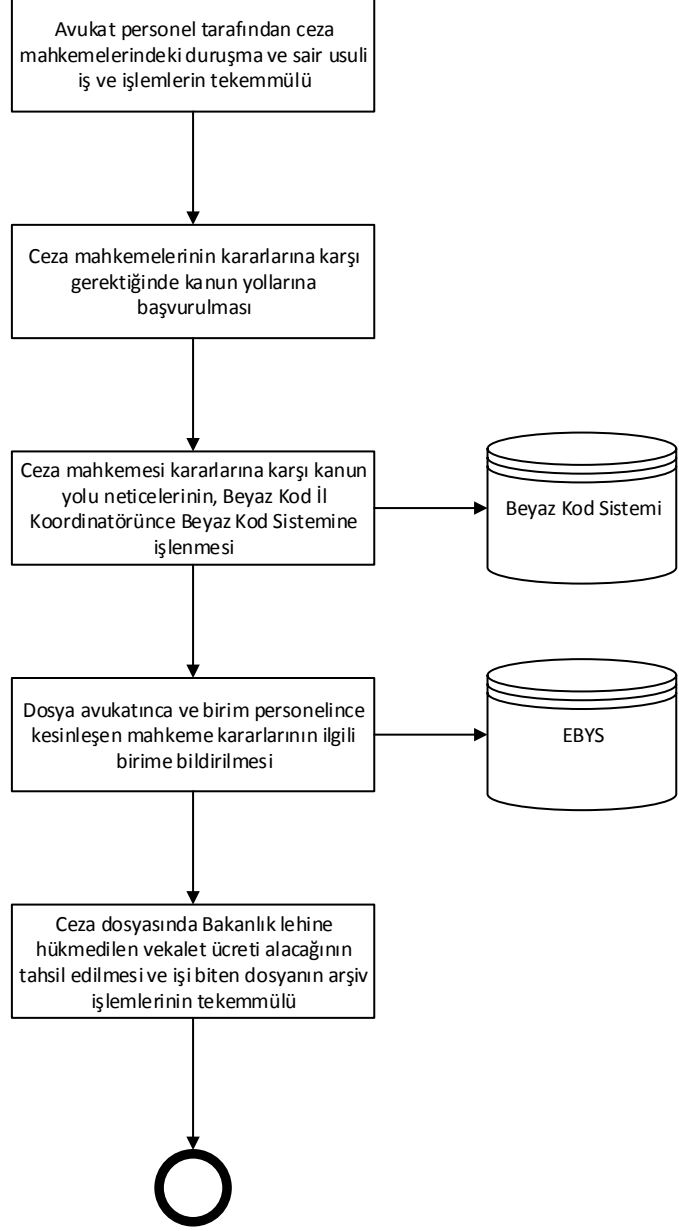 Avukat personel tarafından ceza
mahkemelerindeki duruşma ve sair usuli
iş ve işlemlerin tekemmülü
Ceza mahkemelerinin kararlarına karşı
gerektiğinde kanun yollarına
başvurulması
Ceza mahkemesi kararlarına karşı kanun
yolu neticelerinin, Beyaz Kod İl
Koordinatörünce Beyaz Kod Sistemine
işlenmesi
Beyaz Kod Sistemi
Dosya avukatınca ve birim personelince
kesinleşen mahkeme kararlarının ilgili
birime bildirilmesi
EBYS
Ceza dosyasında Bakanlık lehine
hükmedilen vekalet ücreti alacağının
tahsil edilmesi ve işi biten dosyanın arşiv
işlemlerinin tekemmülü